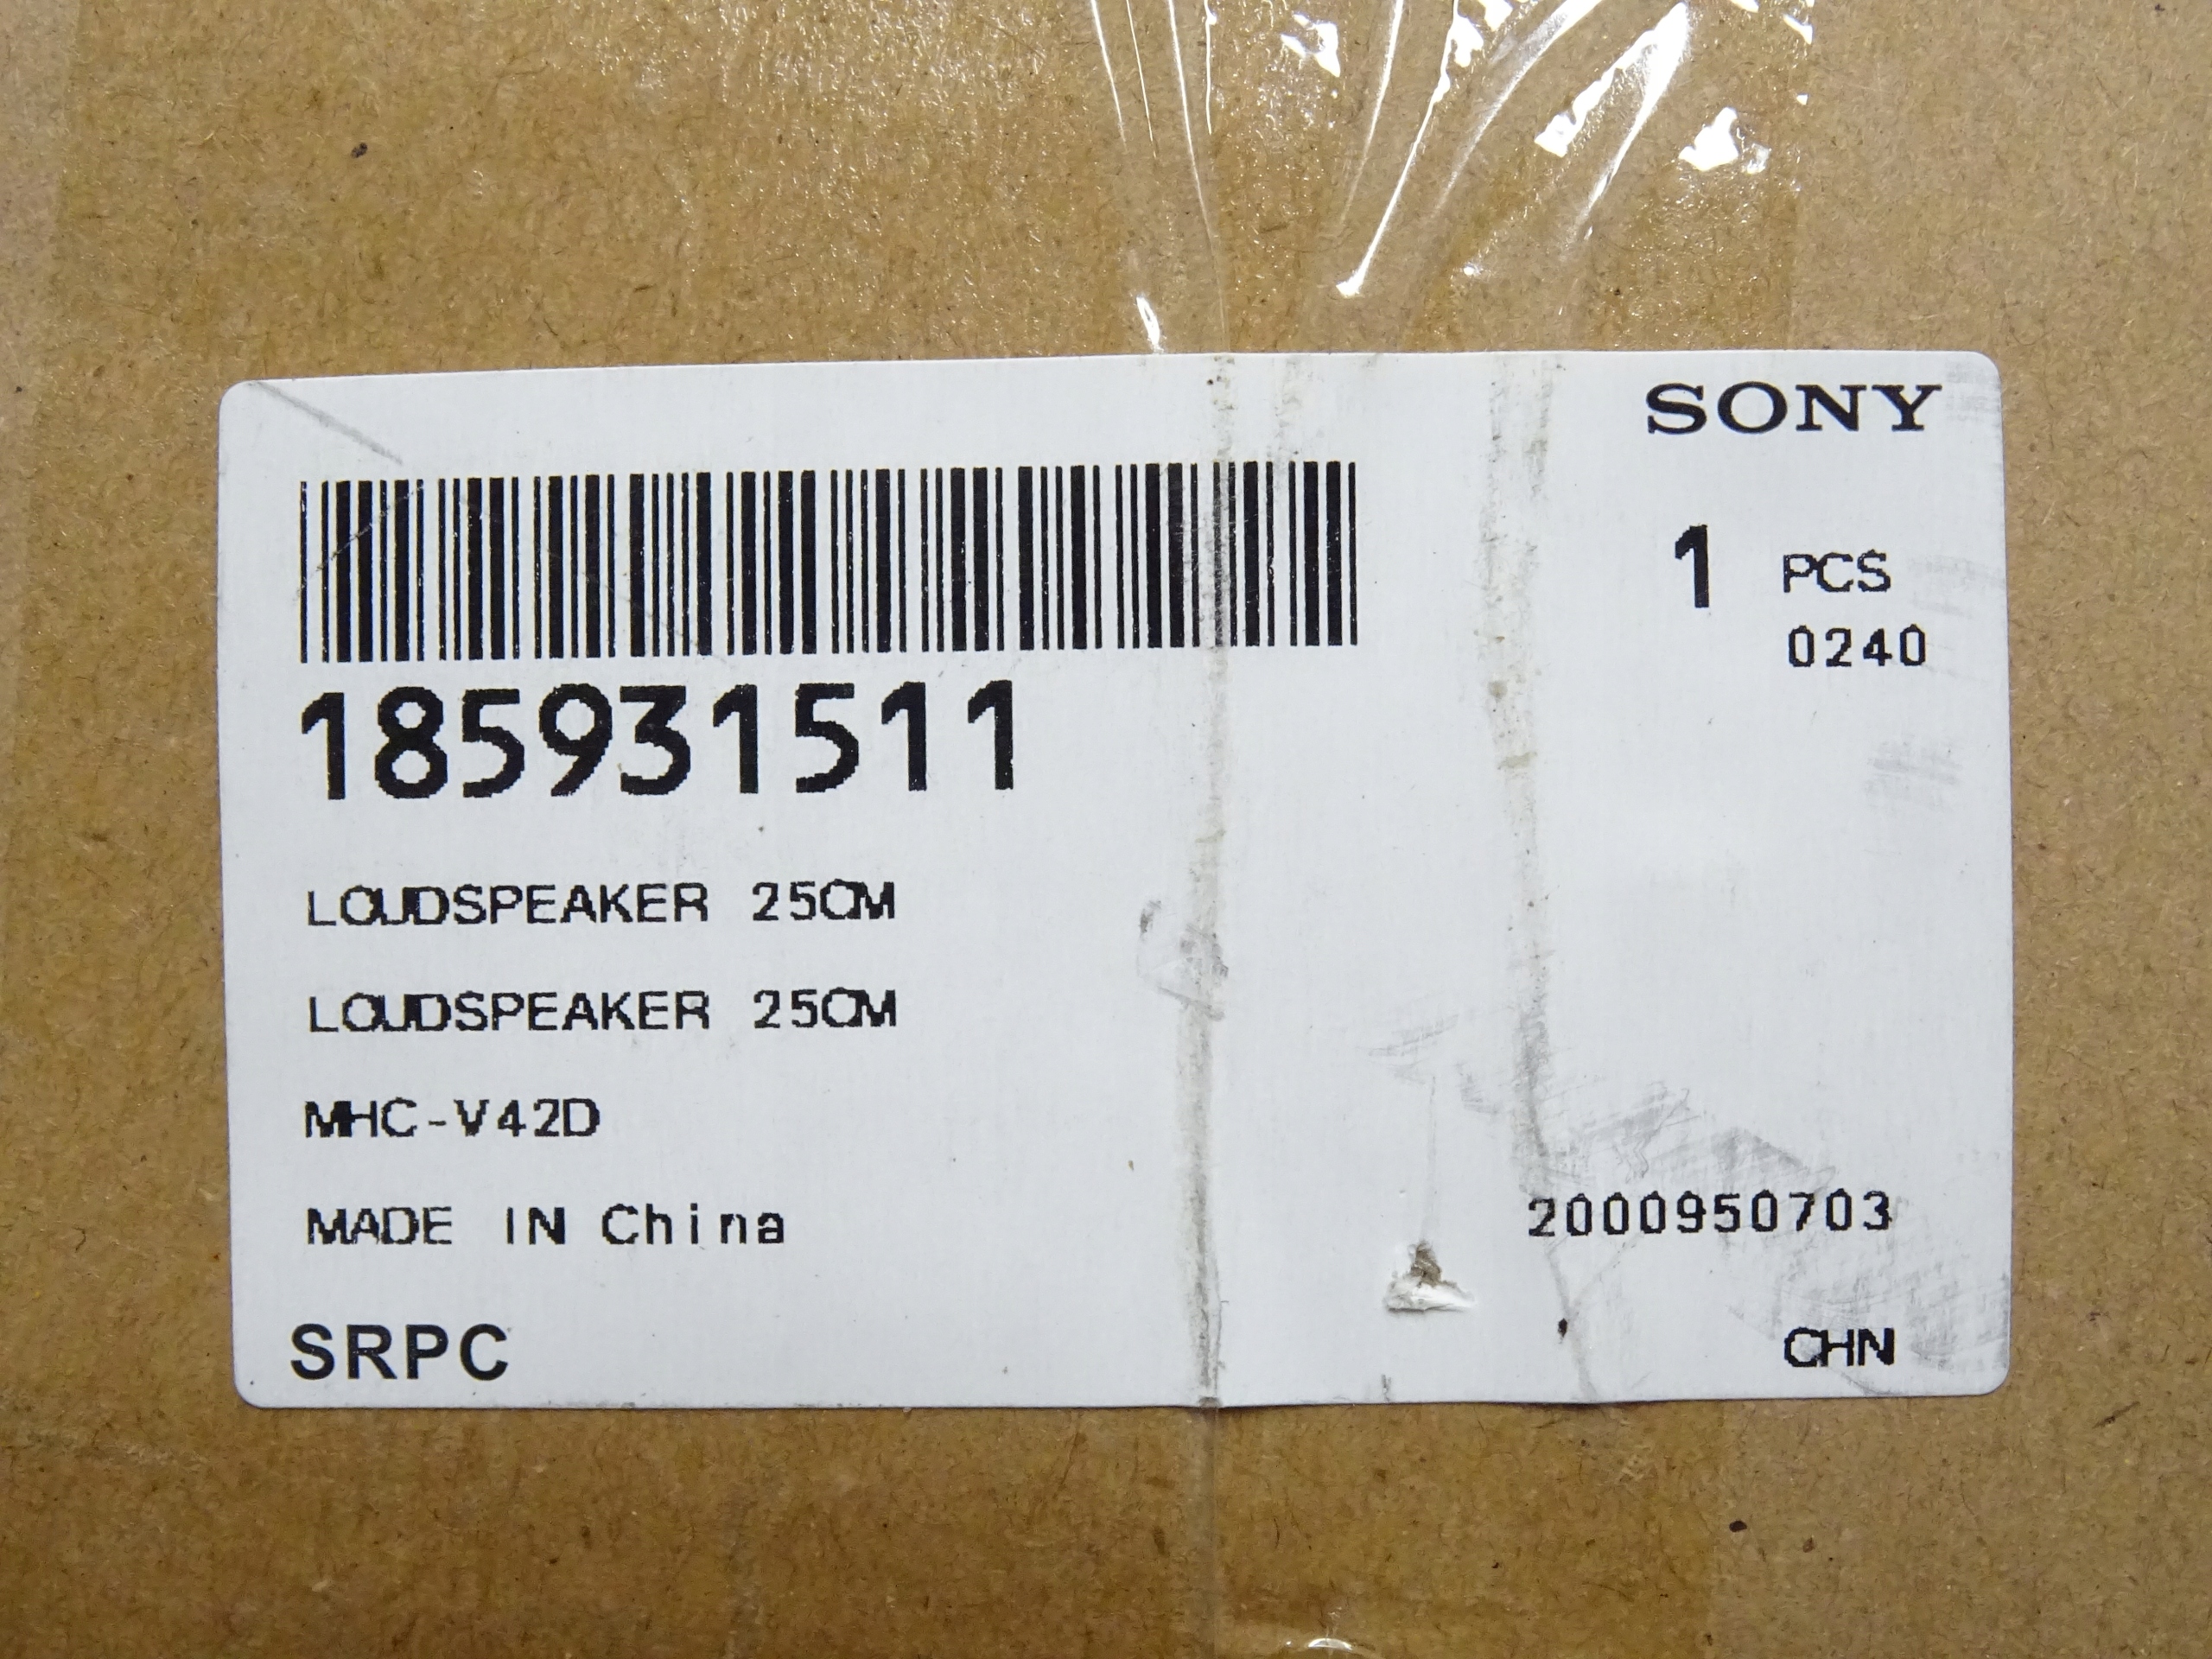 SONY
1 PCS
0240
185931511
LOUDSPEAKER 25CM
LOUDSPEAKER 25CM
MHC-V42D
MADE IN China
2000950703
SRPC
CHN